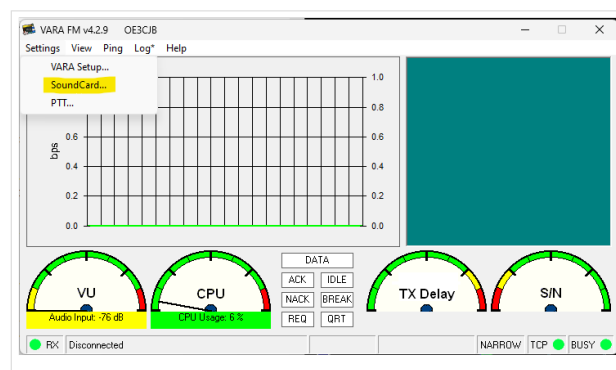 VARA FM v4.2.9 OE3CJB
Settings View Ping Log* Help
VARA Setup...
SoundCard...
PTT...
1.0
0.8
0.6
0.6
0.4
0.4
0.2
0.2
0.0
0.0
bps
DATA
ACK IDLE
NACK BREAK
REQ QRT
VU
Audio Input: -76 dB
CPU
CPU Usage: 6 %
TX Delay
S/N
RX Disconnected NARROW TCP BUSY